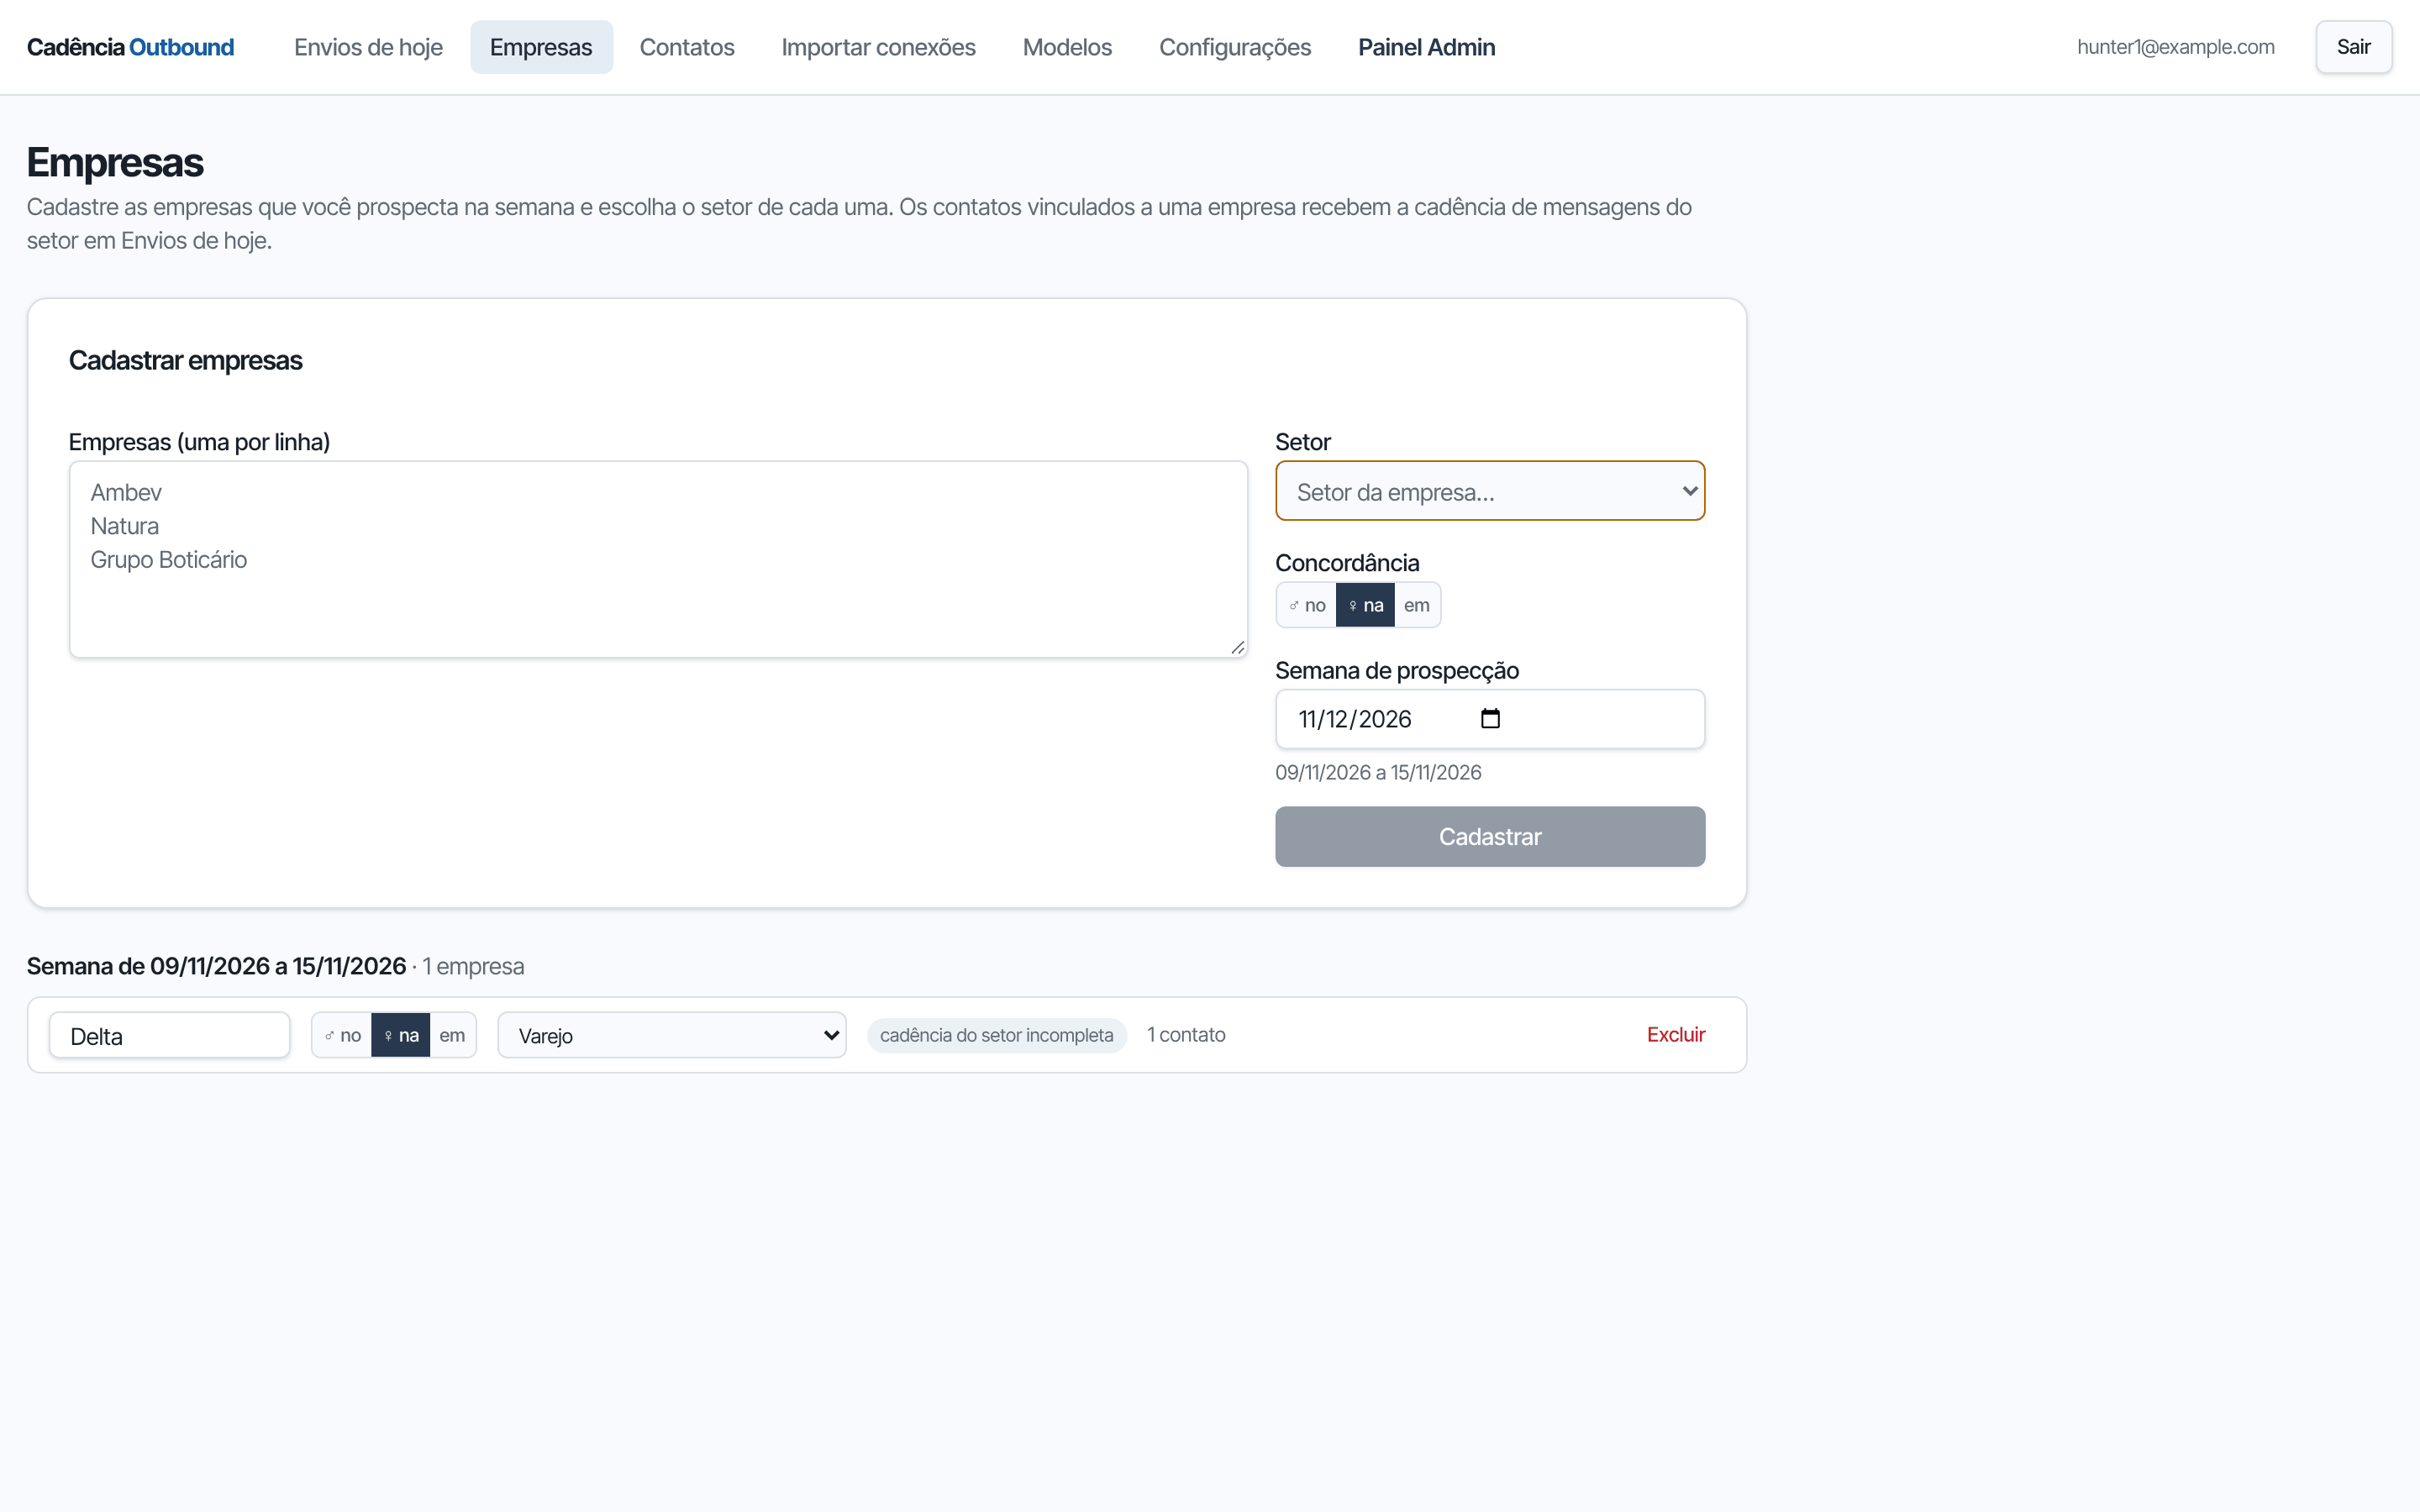 Cadência Outbound
Envios de hoje
Empresas
Contatos
Importar conexões
Modelos
Configurações
Painel Admin
hunter1@example.com
Sair
Empresas
Cadastre as empresas que você prospecta na semana e escolha o setor de cada uma. Os contatos vinculados a uma empresa recebem a cadência de mensagens do
setor em Envios de hoje.
Cadastrar empresas
Empresas (uma por linha)
Ambev
Natura
Grupo Boticário
Setor
Setor da empresa...
Concordância
♂ no ♀ na em
Semana de prospecção
11/12/2026
09/11/2026 a 15/11/2026
Cadastrar
Semana de 09/11/2026 a 15/11/2026 · 1 empresa
Delta
♂ no ♀ na em
Varejo
cadência do setor incompleta
1 contato
Excluir